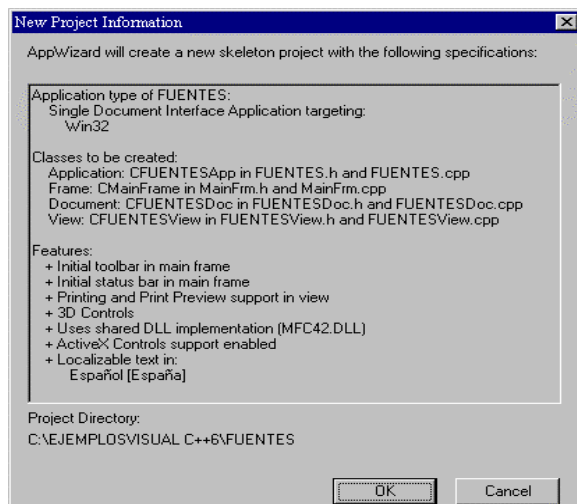 New Project Information
AppWizard will create a new skeleton project with the following specifications:
Application type of FUENTES:
Single Document Interface Application targeting:
Win32
Classes to be created:
Application: CFUENTESApp in FUENTES.h and FUENTES.cpp
Frame: CMainFrame in MainFrm.h and MainFrm.cpp
Document: CFUENTESDoc in FUENTESDoc.h and FUENTESDoc.cpp
View: CFUENTESView in FUENTESView.h and FUENTESView.cpp
Features:
+ Initial toolbar in main frame
+ Initial status bar in main frame
+ Printing and Print Preview support in view
+ 3D Controls
+ Uses shared DLL implementation (MFC42.DLL)
+ ActiveX Controls support enabled
+ Localizable text in:
Español [España]
Project Directory:
C:\EJEMPLOSVISUAL C++6\FUENTES
OK
Cancel